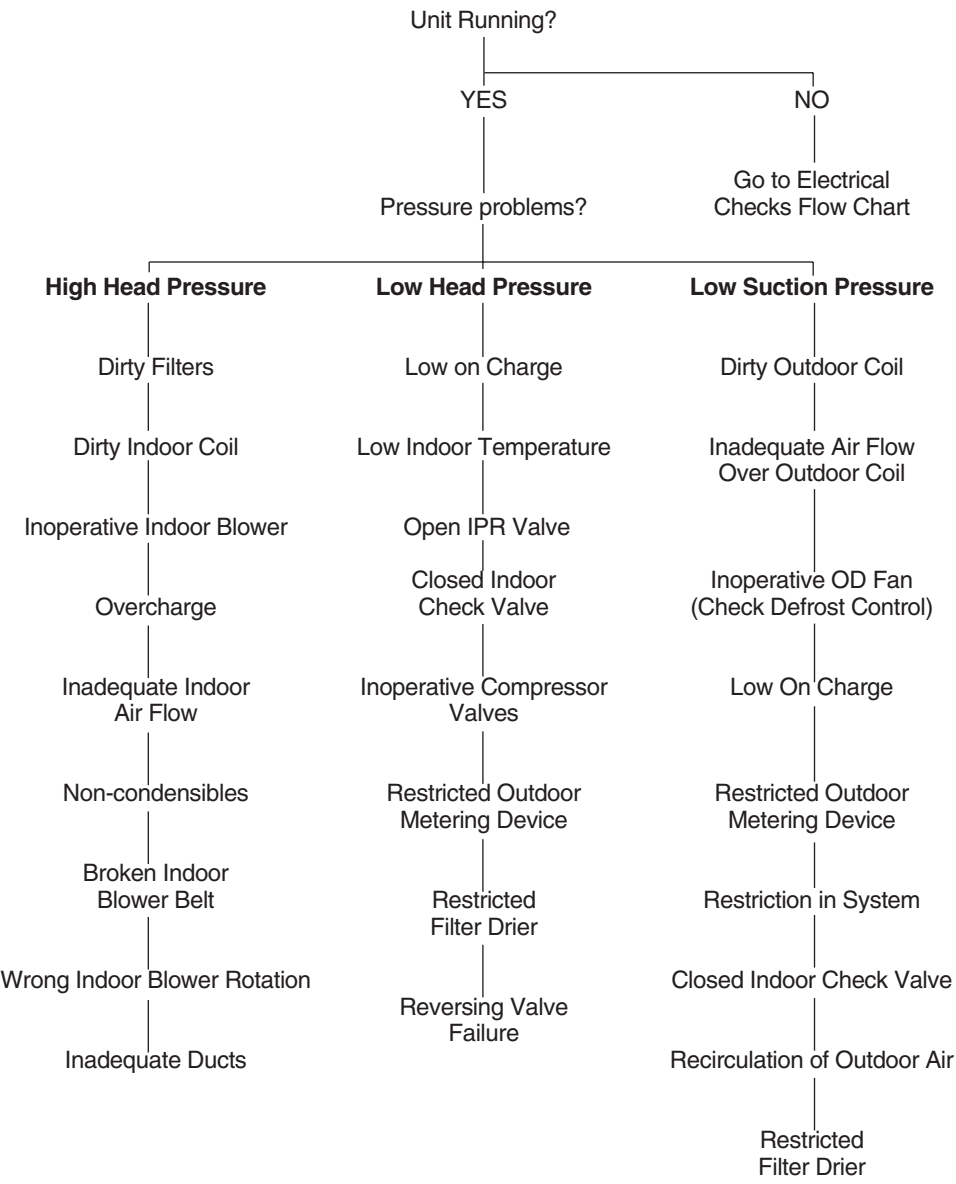 Unit Running?
YES
NO
Go to Electrical
Checks Flow Chart
Pressure problems?
High Head Pressure
Dirty Filters
Dirty Indoor Coil
Inoperative Indoor Blower
Overcharge
Inadequate Indoor
Air Flow
Non-condensibles
Broken Indoor
Blower Belt
Wrong Indoor Blower Rotation
Inadequate Ducts
Low Head Pressure
Low on Charge
Low Indoor Temperature
Open IPR Valve
Closed Indoor
Check Valve
Inoperative Compressor
Valves
Restricted Outdoor
Metering Device
Restricted
Filter Drier
Reversing Valve
Failure
Low Suction Pressure
Dirty Outdoor Coil
Inadequate Air Flow
Over Outdoor Coil
Inoperative OD Fan
(Check Defrost Control)
Low On Charge
Restricted Outdoor
Metering Device
Restriction in System
Closed Indoor Check Valve
Recirculation of Outdoor Air
Restricted
Filter Drier